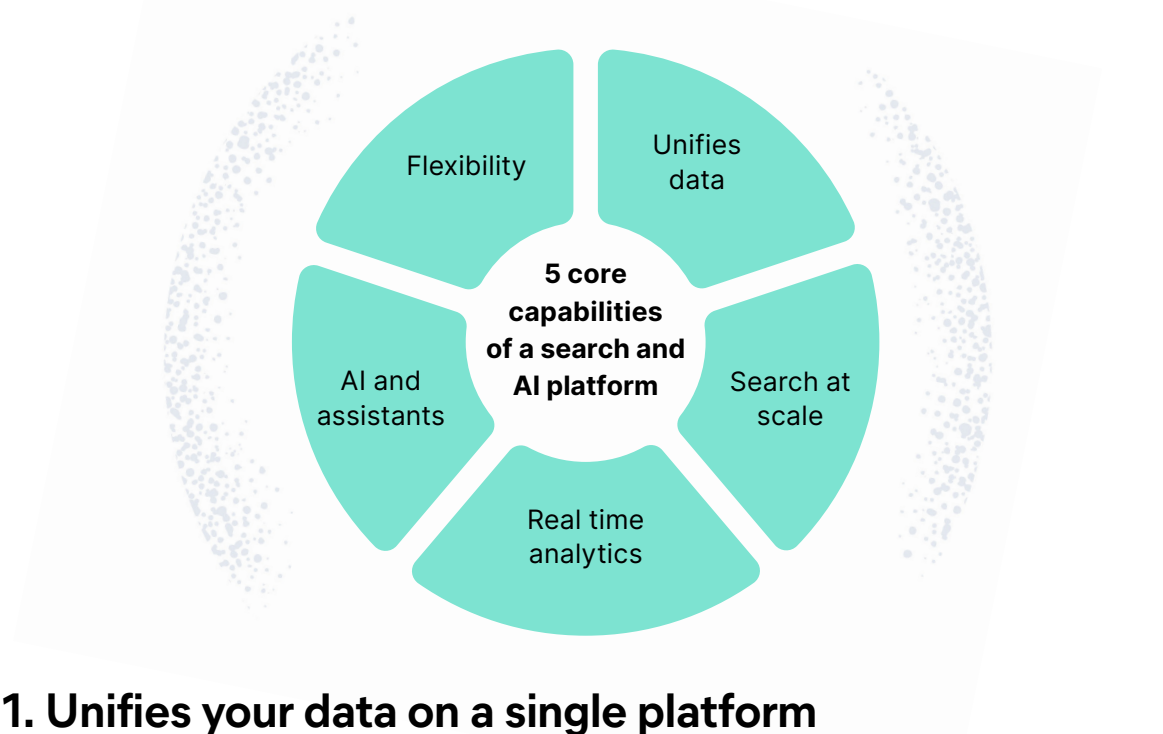 Flexibility
Unifies
data
5 core
capabilities
of a search and
AI platform
AI and
assistants
Search at
scale
Real time
analytics
1. Unifies your data on a single platform